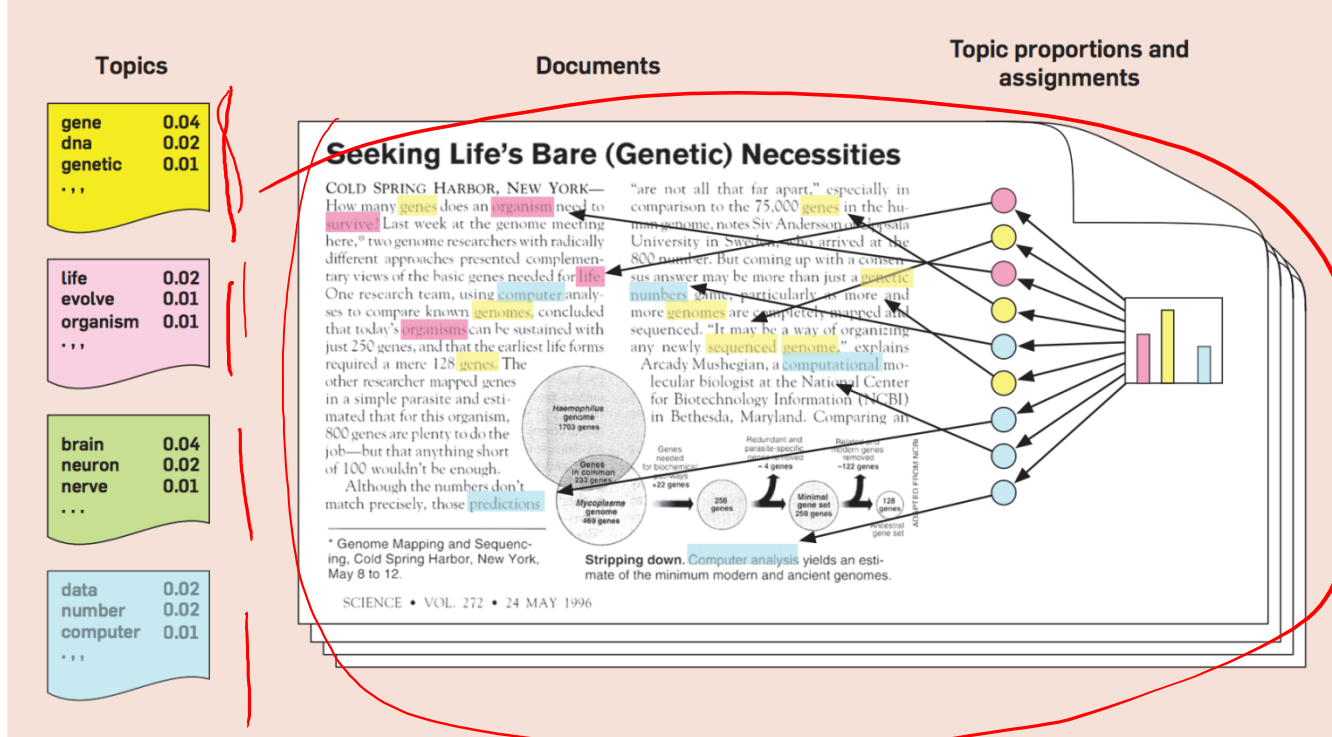 Topics
Documents
Topic proportions and
assignments
gene 0.04
dna 0.02
genetic 0.01
. , ,
life 0.02
evolve 0.01
organism 0.01
. , ,
brain 0.04
neuron 0.02
nerve 0.01
. . .
data 0.02
number 0.02
computer 0.01
. , ,
Seeking Life's Bare (Genetic) Necessities
COLD SPRING HARBOR, NEW YORK—
How many genes does an organism need to
survive? Last week at the genome meeting
here,* two genome researchers with radically
different approaches presented complemen-
tary views of the basic genes needed for life.
One research team, using computer analy-
ses to compare known genomes, concluded
that today's organisms can be sustained with
just 250 genes, and that the earliest life forms
required a mere 128 genes. The
other researcher mapped genes
in a simple parasite and esti-
mated that for this organism,
800 genes are plenty to do the
job—but that anything short
of 100 wouldn't be enough.
Although the numbers don't
match precisely, those predictions
* Genome Mapping and Sequenc-
ing, Cold Spring Harbor, New York,
May 8 to 12.
"are not all that far apart," especially in
comparison to the 75,000 genes in the hu-
man genome, notes Siv Andersson of Uppsala
University in Sweden, who arrived at the
800 number. But coming up with a consen-
sus answer may be more than just a genetic
numbers game, particularly as more and
more genomes are completely mapped and
sequenced. "It may be a way of organizing
any newly sequenced genome," explains
Arcady Mushegian, a computational mo-
lecular biologist at the National Center
for Biotechnology Information (NCBI)
in Bethesda, Maryland. Comparing an
Haemophilus
genome
1703 genes
Genes
in common
233 genes
Mycoplasma
genome
469 genes
Genes
needed
for biochemical
pathways
+22 genes
256
genes
Redundant and
parasite-specific
genes removed
– 4 genes
Minimal
gene set
250 genes
Related and
modern genes
removed
–122 genes
128
genes
Ancestral
gene set
ADAPTED FROM NCBI
Stripping down. Computer analysis yields an esti-
mate of the minimum modern and ancient genomes.
SCIENCE • VOL. 272 • 24 MAY 1996